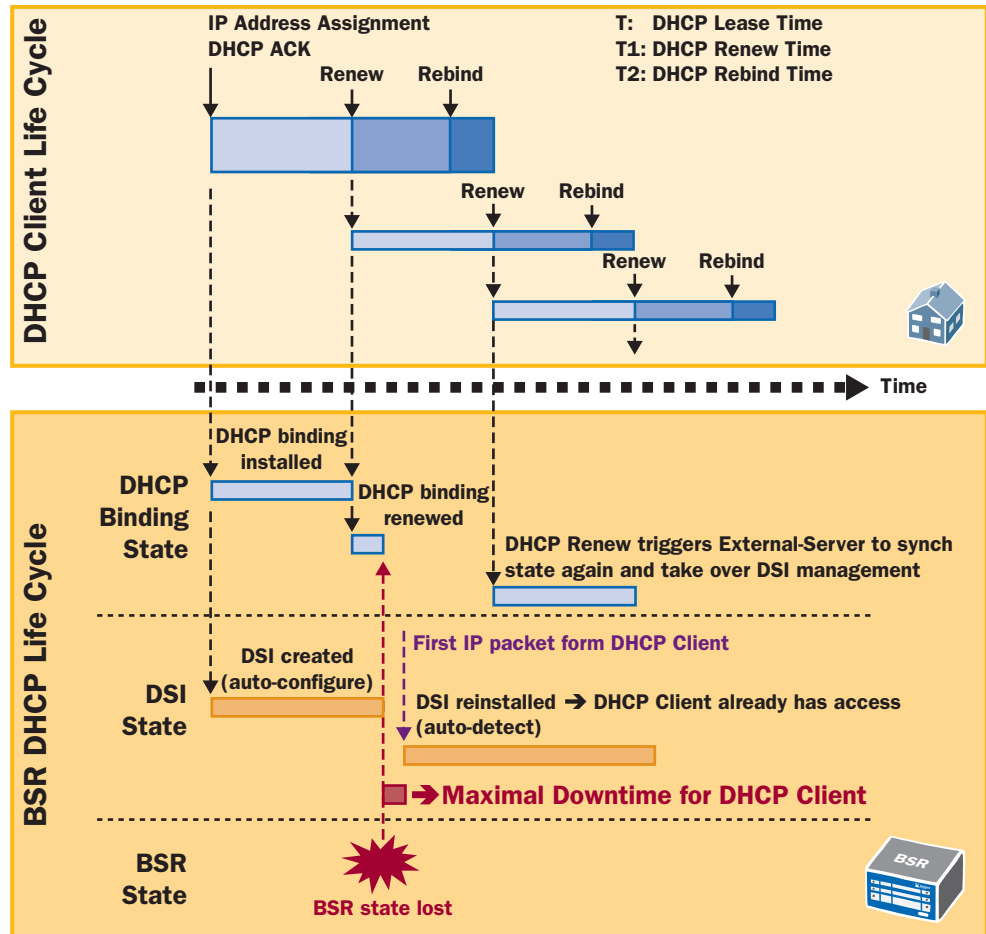 DHCP Client Life Cycle
IP Address Assignment
DHCP ACK
T: DHCP Lease Time
T1: DHCP Renew Time
T2: DHCP Rebind Time
Renew
Rebind
Renew
Rebind
Renew
Rebind
Time
BSR DHCP Life Cycle
DHCP
Binding
State
DHCP binding
installed
DHCP binding
renewed
DHCP Renew triggers External-Server to synch
state again and take over DSI management
First IP packet form DHCP Client
DSI
State
DSI created
(auto-configure)
DSI reinstalled ➔ DHCP Client already has access
(auto-detect)
➔ Maximal Downtime for DHCP Client
BSR
State
BSR state lost
BSR